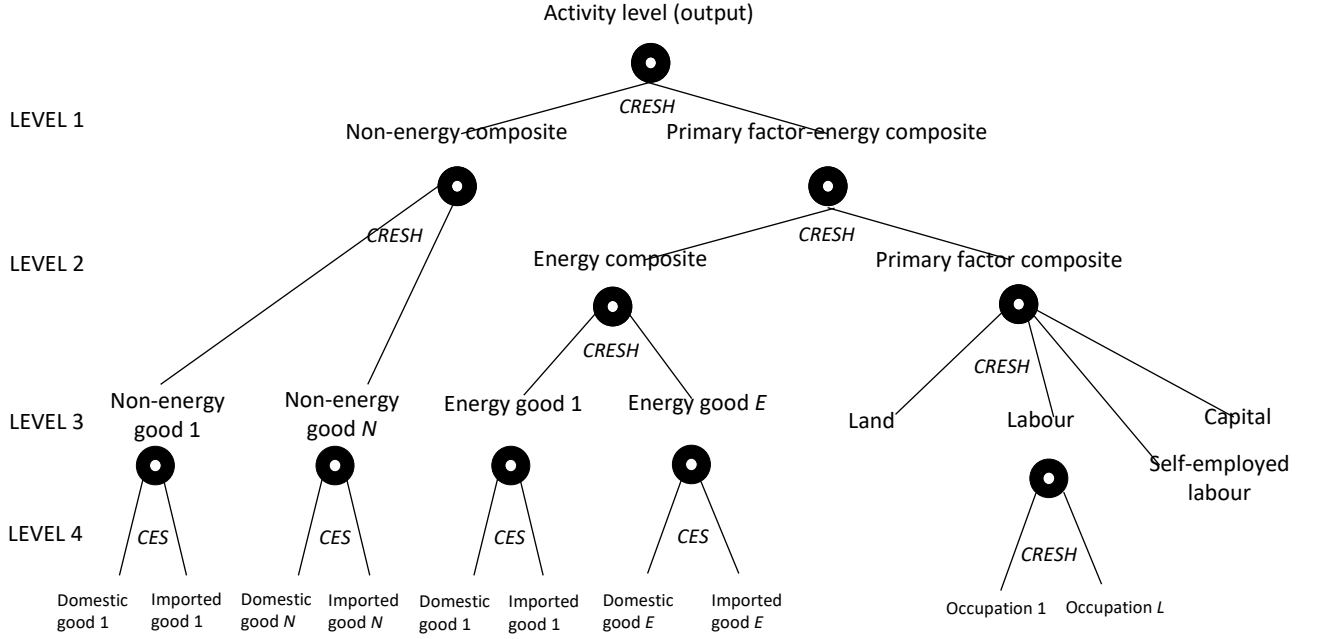 Activity level (output)
CRESH
LEVEL 1
Non-energy composite
Primary factor-energy composite
CRESH
CRESH
LEVEL 2
Energy composite
Primary factor composite
CRESH
CRESH
LEVEL 3
Non-energy
good 1
Non-energy
good N
Energy good 1
Energy good E
Land
Labour
Capital
Self-employed
labour
LEVEL 4
CES
CES
CES
CES
CRESH
Domestic
good 1
Imported
good 1
Domestic
good N
Imported
good N
Domestic
good 1
Imported
good 1
Domestic
good E
Imported
good E
Occupation 1
Occupation L